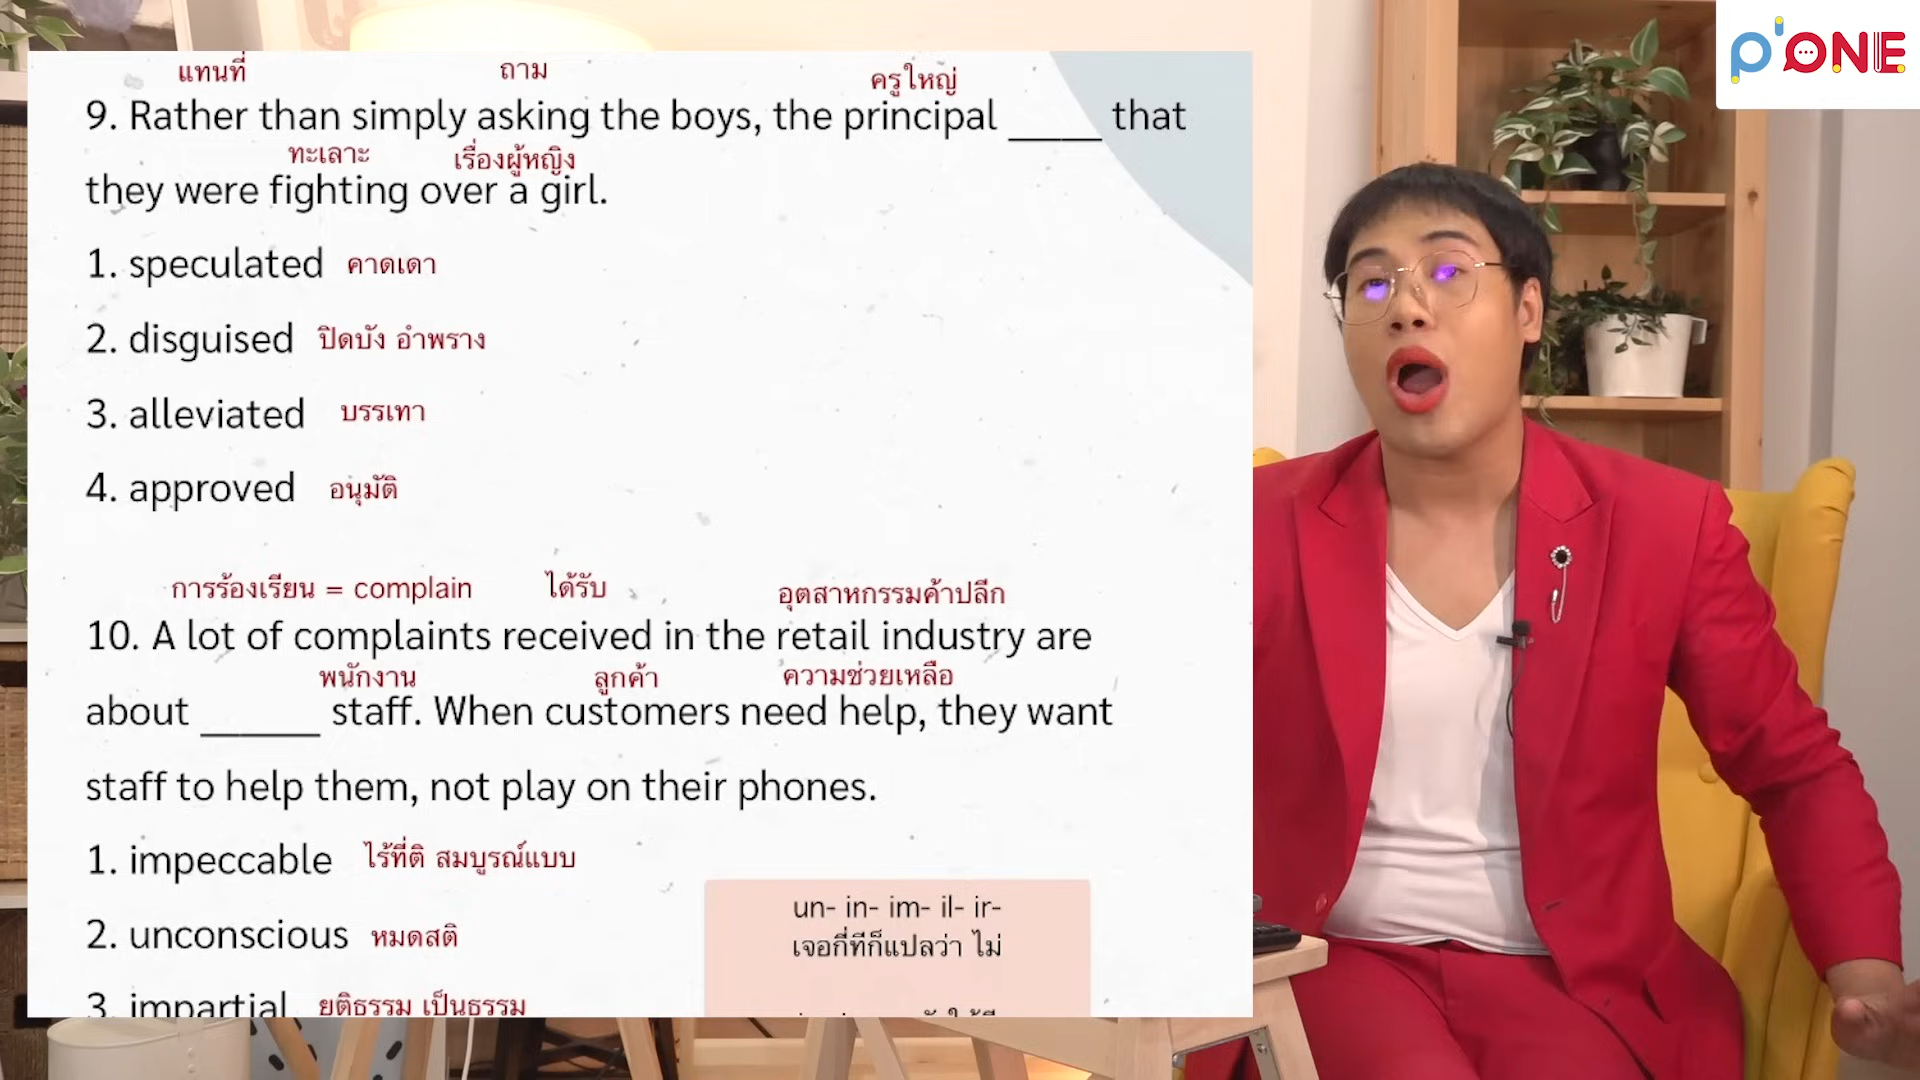 P'ONE
แทนที่ ถาม ครูใหญ่
9. Rather than simply asking the boys, the principal ____ that
ทะเลาะ เรื่องผู้หญิง
they were fighting over a girl.
1. speculated คาดเดา
2. disguised ปิดบัง อำพราง
3. alleviated บรรเทา
4. approved อนุมัติ
การร้องเรียน = complain ได้รับ อุตสาหกรรมค้าปลีก
10. A lot of complaints received in the retail industry are
พนักงาน ลูกค้า ความช่วยเหลือ
about _____ staff. When customers need help, they want
staff to help them, not play on their phones.
1. impeccable ไร้ที่ติ สมบูรณ์แบบ
2. unconscious หมดสติ
3. impartial ยุติธรรม เป็นธรรม
un- in- im- il- ir-
เจอกี่ทีก็แปลว่า ไม่